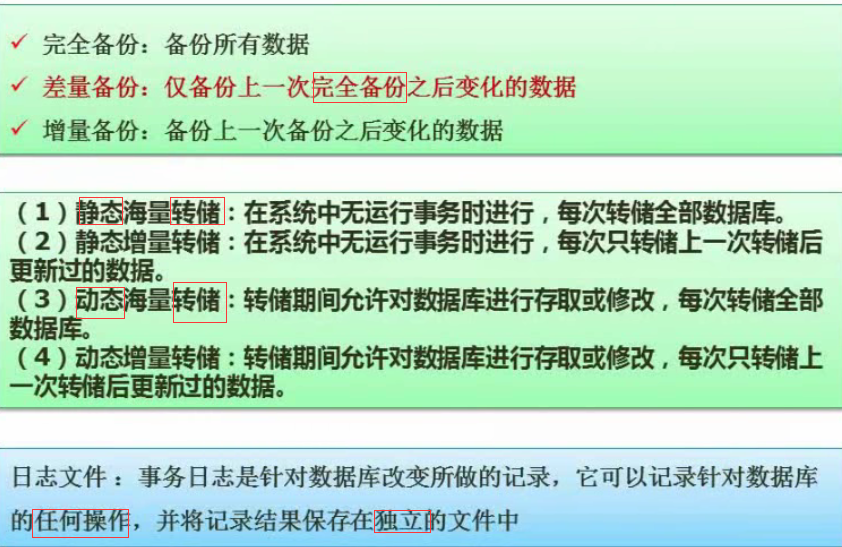 完全备份：备份所有数据
差量备份：仅备份上一次完全备份之后变化的数据
增量备份：备份上一次备份之后变化的数据
（1）静态海量转储：在系统中无运行事务时进行，每次转储全部数据库。
（2）静态增量转储：在系统中无运行事务时进行，每次只转储上一次转储后
更新过的数据。
（3）动态海量转储：转储期间允许对数据库进行存取或修改，每次转储全部
数据库。
（4）动态增量转储：转储期间允许对数据库进行存取或修改，每次只转储上
一次转储后更新过的数据。
日志文件：事务日志是针对数据库改变所做的记录，它可以记录针对数据库
的任何操作，并将记录结果保存在独立的文件中